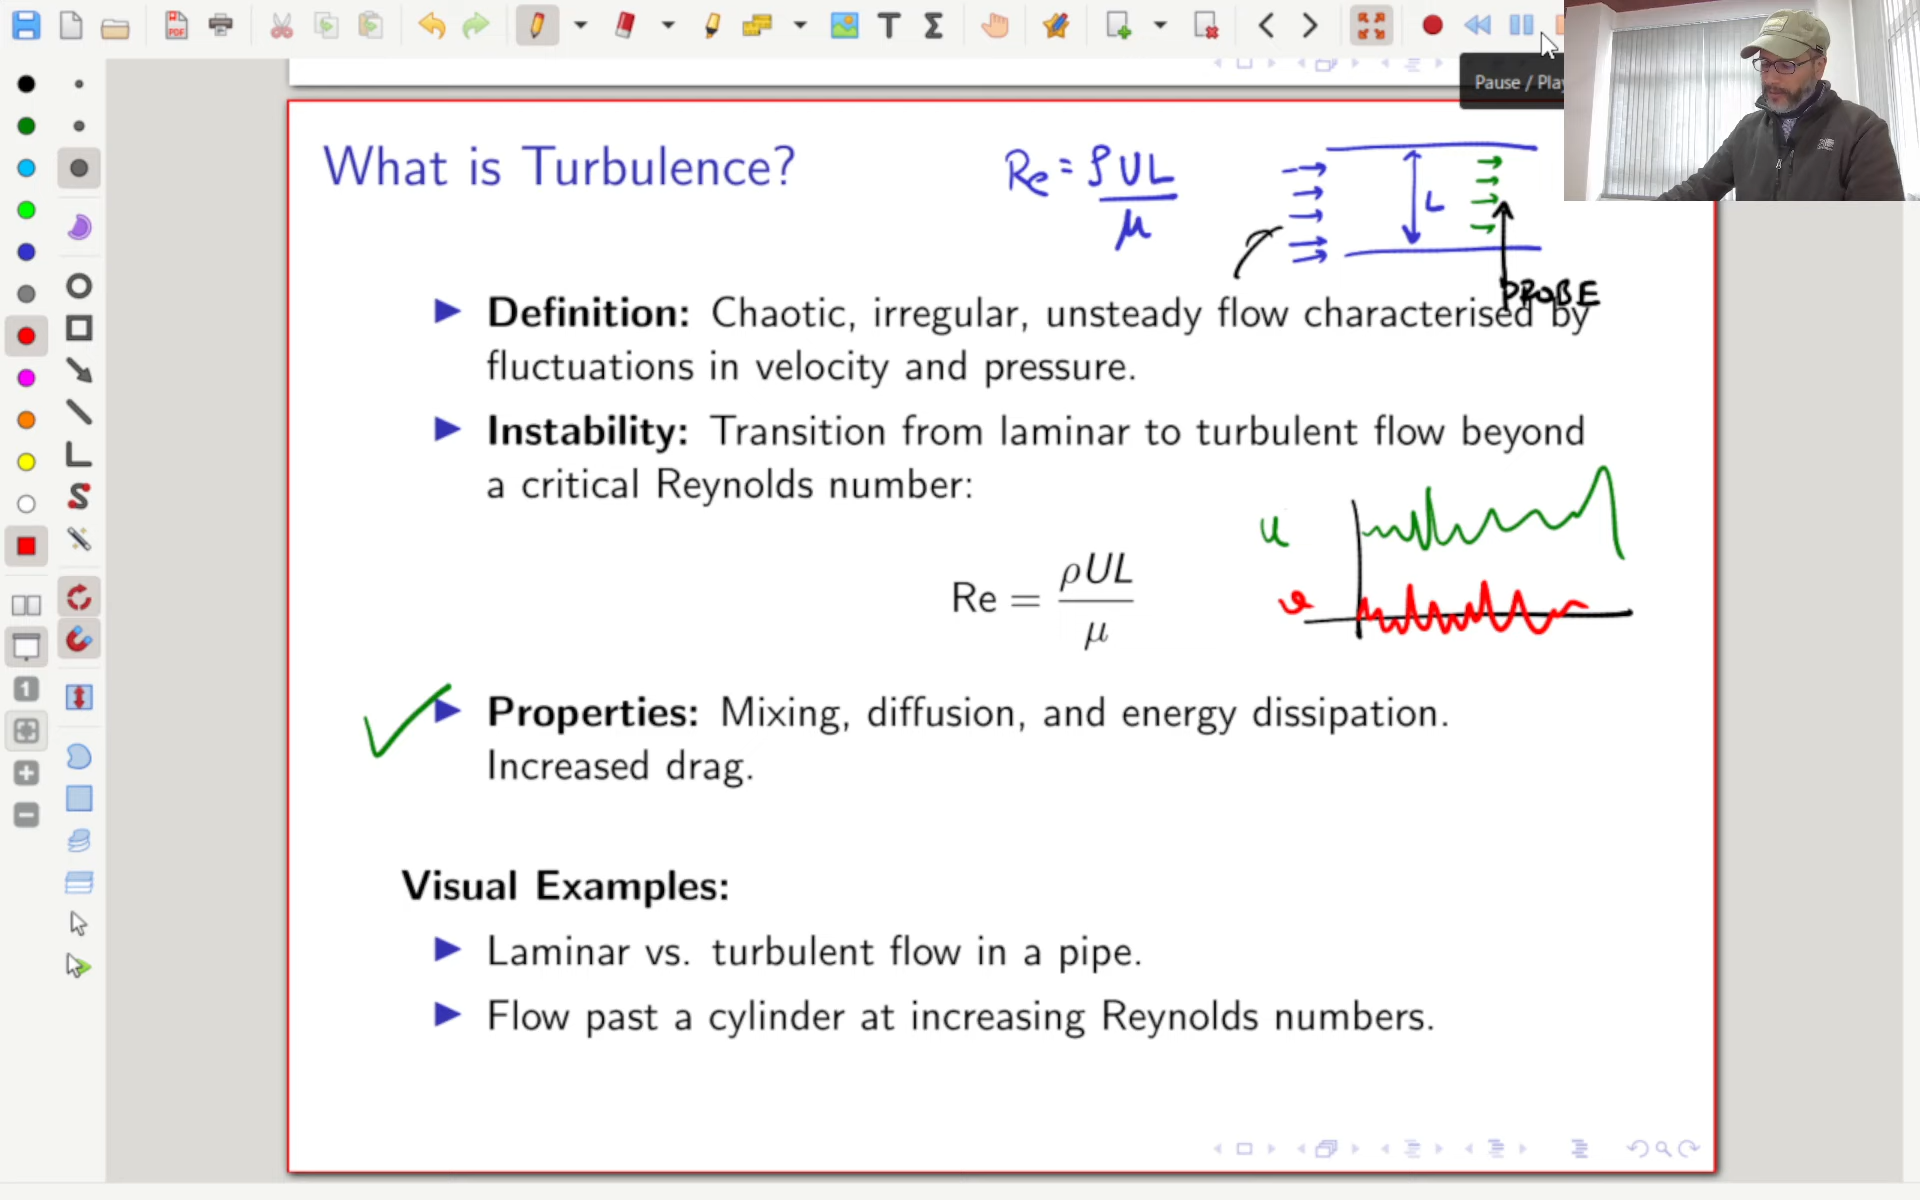 Pause / Play
What is Turbulence?
Re = ρUL
μ
L
PROBE
▶ Definition: Chaotic, irregular, unsteady flow characterised by
fluctuations in velocity and pressure.
▶ Instability: Transition from laminar to turbulent flow beyond
a critical Reynolds number:
u
v
Re = ρUL
μ
▶ Properties: Mixing, diffusion, and energy dissipation.
Increased drag.
Visual Examples:
▶ Laminar vs. turbulent flow in a pipe.
▶ Flow past a cylinder at increasing Reynolds numbers.